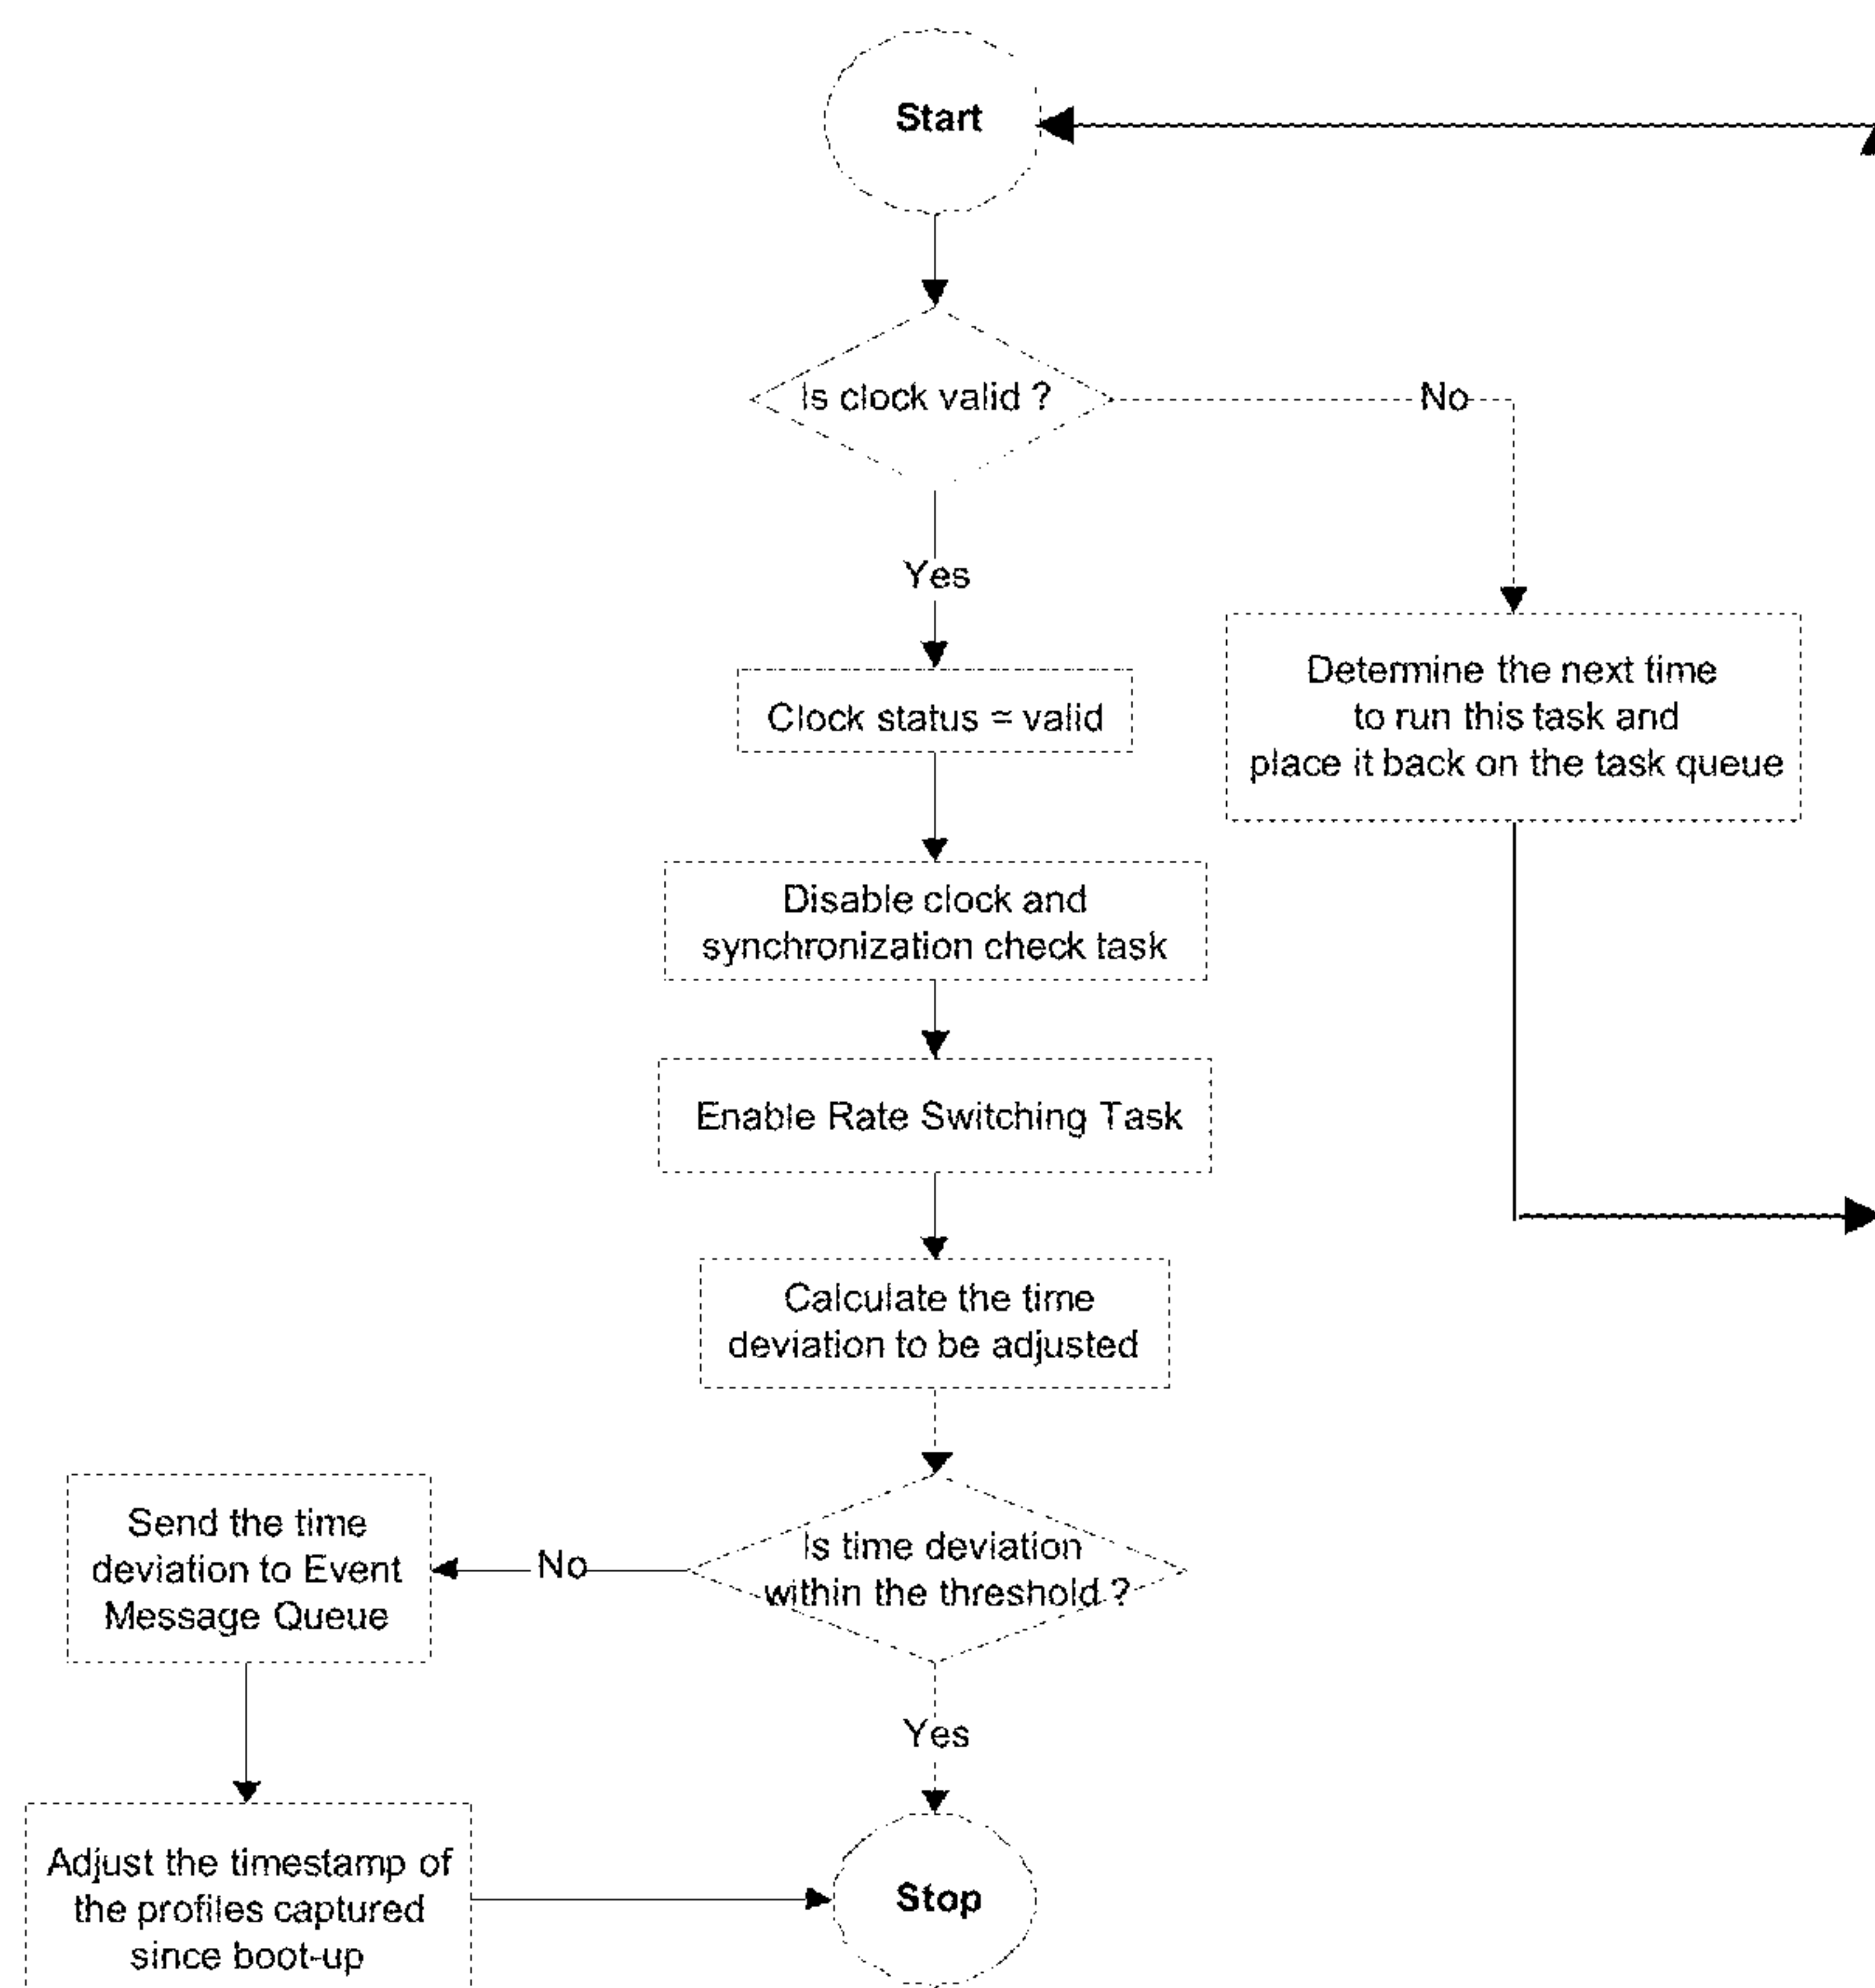 Start
Is clock valid ?
No
Yes
Determine the next time
to run this task and
place it back on the task queue
Clock status = valid
Disable clock and
synchronization check task
Enable Rate Switching Task
Calculate the time
deviation to be adjusted
Is time deviation
within the threshold ?
No
Send the time
deviation to Event
Message Queue
Yes
Adjust the timestamp of
the profiles captured
since boot-up
Stop